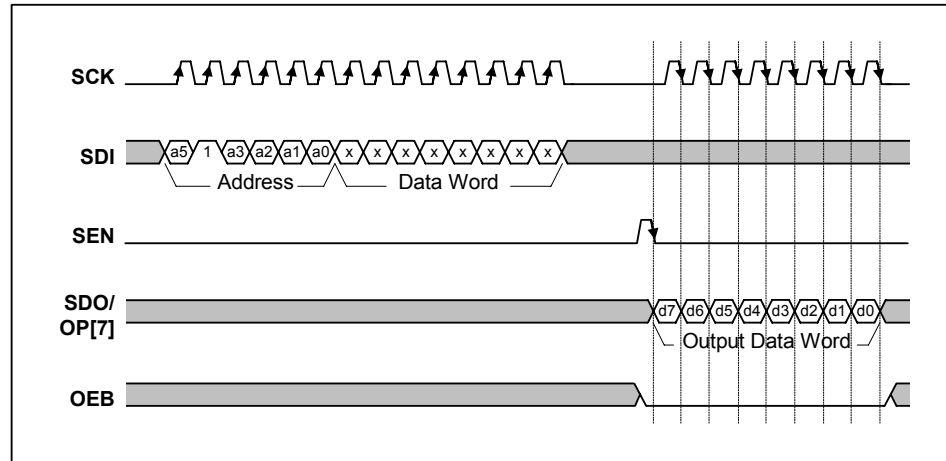 SCK
SDI
a5 1 a3 a2 a1 a0 x x x x x x x x
Address Data Word
SEN
SDO/
OP[7]
d7 d6 d5 d4 d3 d2 d1 d0
Output Data Word
OEB